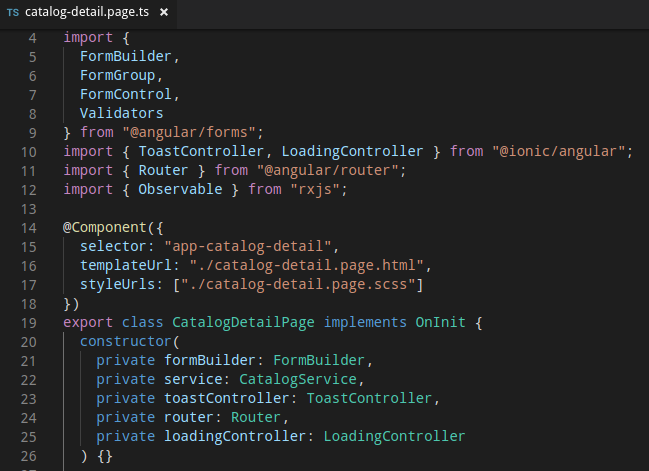 TS catalog-detail.page.ts ×
4 import {
5 FormBuilder,
6 FormGroup,
7 FormControl,
8 Validators
9 } from "@angular/forms";
10 import { ToastController, LoadingController } from "@ionic/angular";
11 import { Router } from "@angular/router";
12 import { Observable } from "rxjs";
13
14 @Component({
15 selector: "app-catalog-detail",
16 templateUrl: "./catalog-detail.page.html",
17 styleUrls: ["./catalog-detail.page.scss"]
18 })
19 export class CatalogDetailPage implements OnInit {
20 constructor(
21 private formBuilder: FormBuilder,
22 private service: CatalogService,
23 private toastController: ToastController,
24 private router: Router,
25 private loadingController: LoadingController
26 ) {}